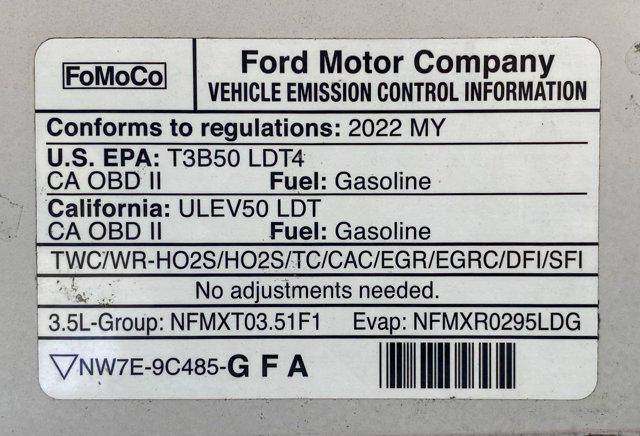 FoMoCo
Ford Motor Company
VEHICLE EMISSION CONTROL INFORMATION
Conforms to regulations: 2022 MY
U.S. EPA: T3B50 LDT4
CA OBD II Fuel: Gasoline
California: ULEV50 LDT
CA OBD II Fuel: Gasoline
TWC/WR-HO2S/HO2S/TC/CAC/EGR/EGRC/DFI/SFI
No adjustments needed.
3.5L-Group: NFMXT03.51F1 Evap: NFMXR0295LDG
▽NW7E-9C485-G F A